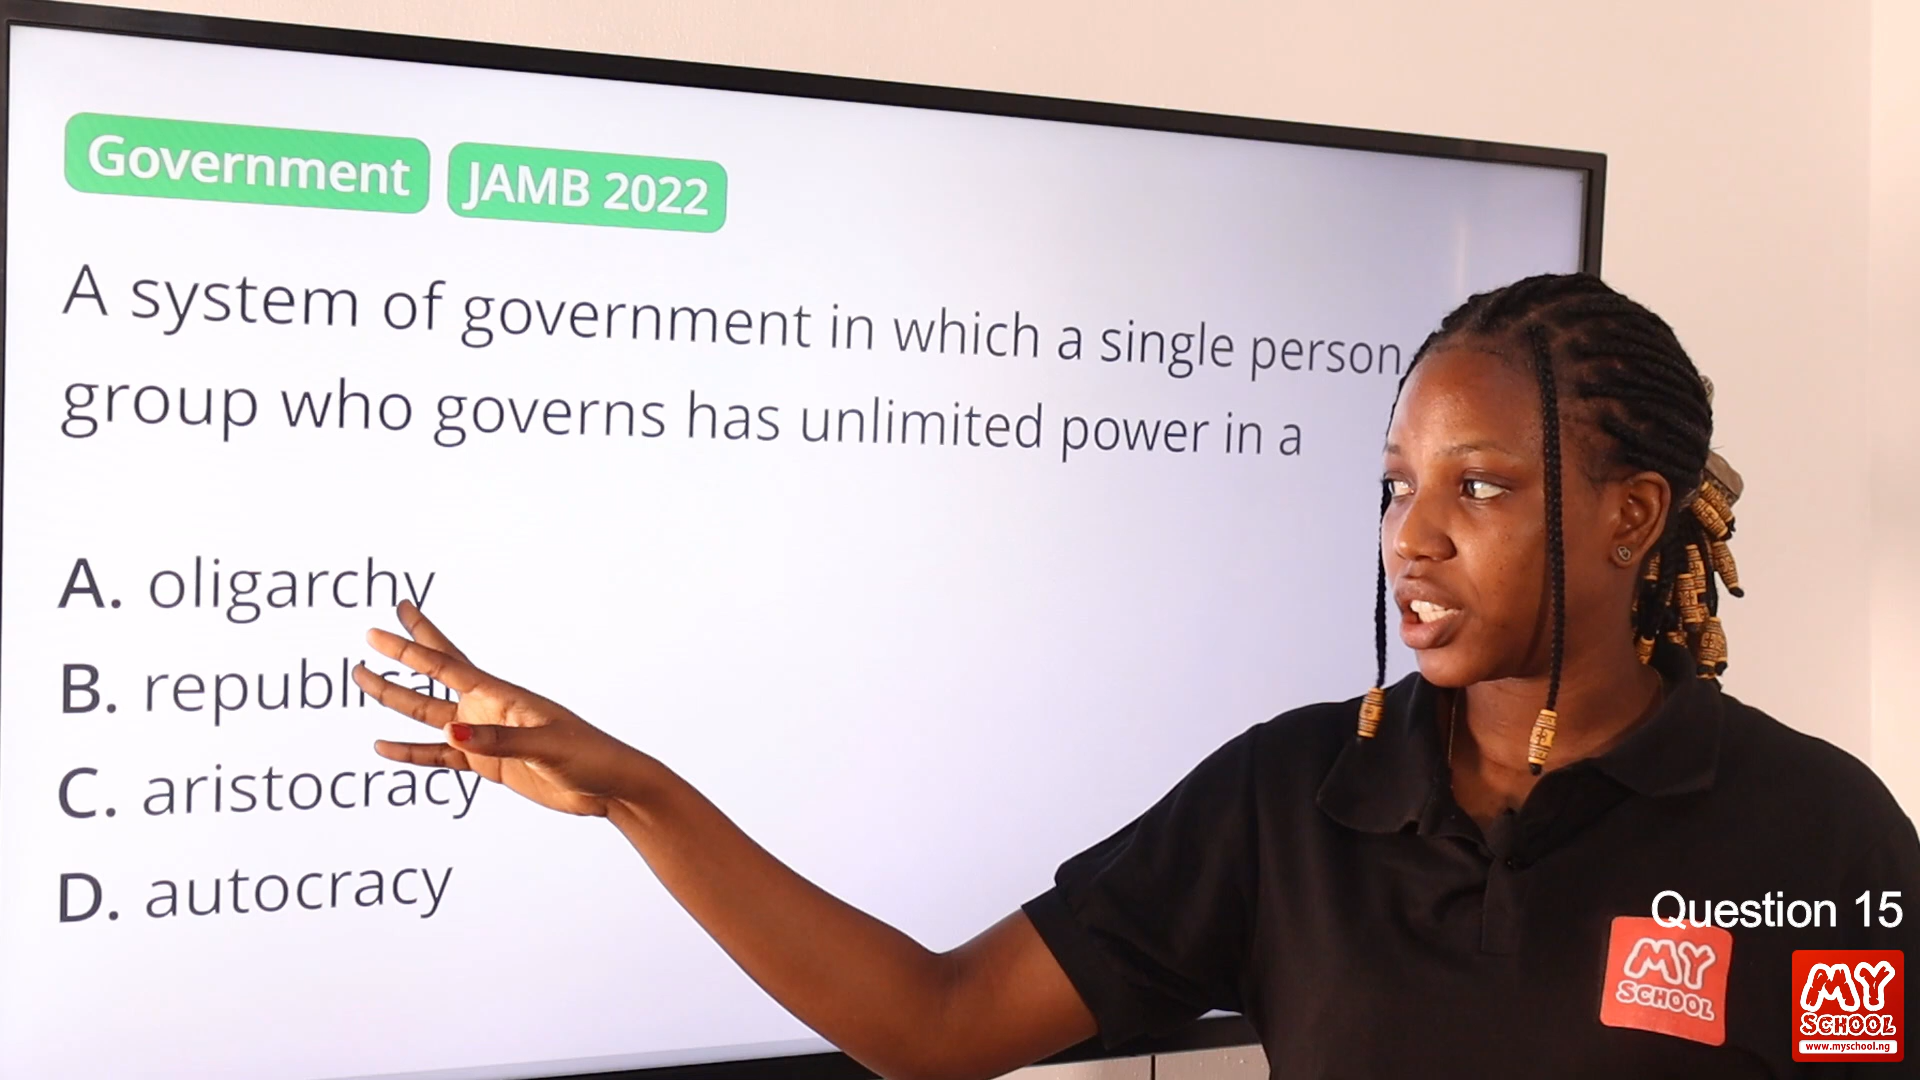 Government JAMB 2022
A system of government in which a single person
group who governs has unlimited power in a
A. oligarchy
B. republican
C. aristocracy
D. autocracy
Question 15
MY
SCHOOL
MY
SCHOOL
www.myschool.ng